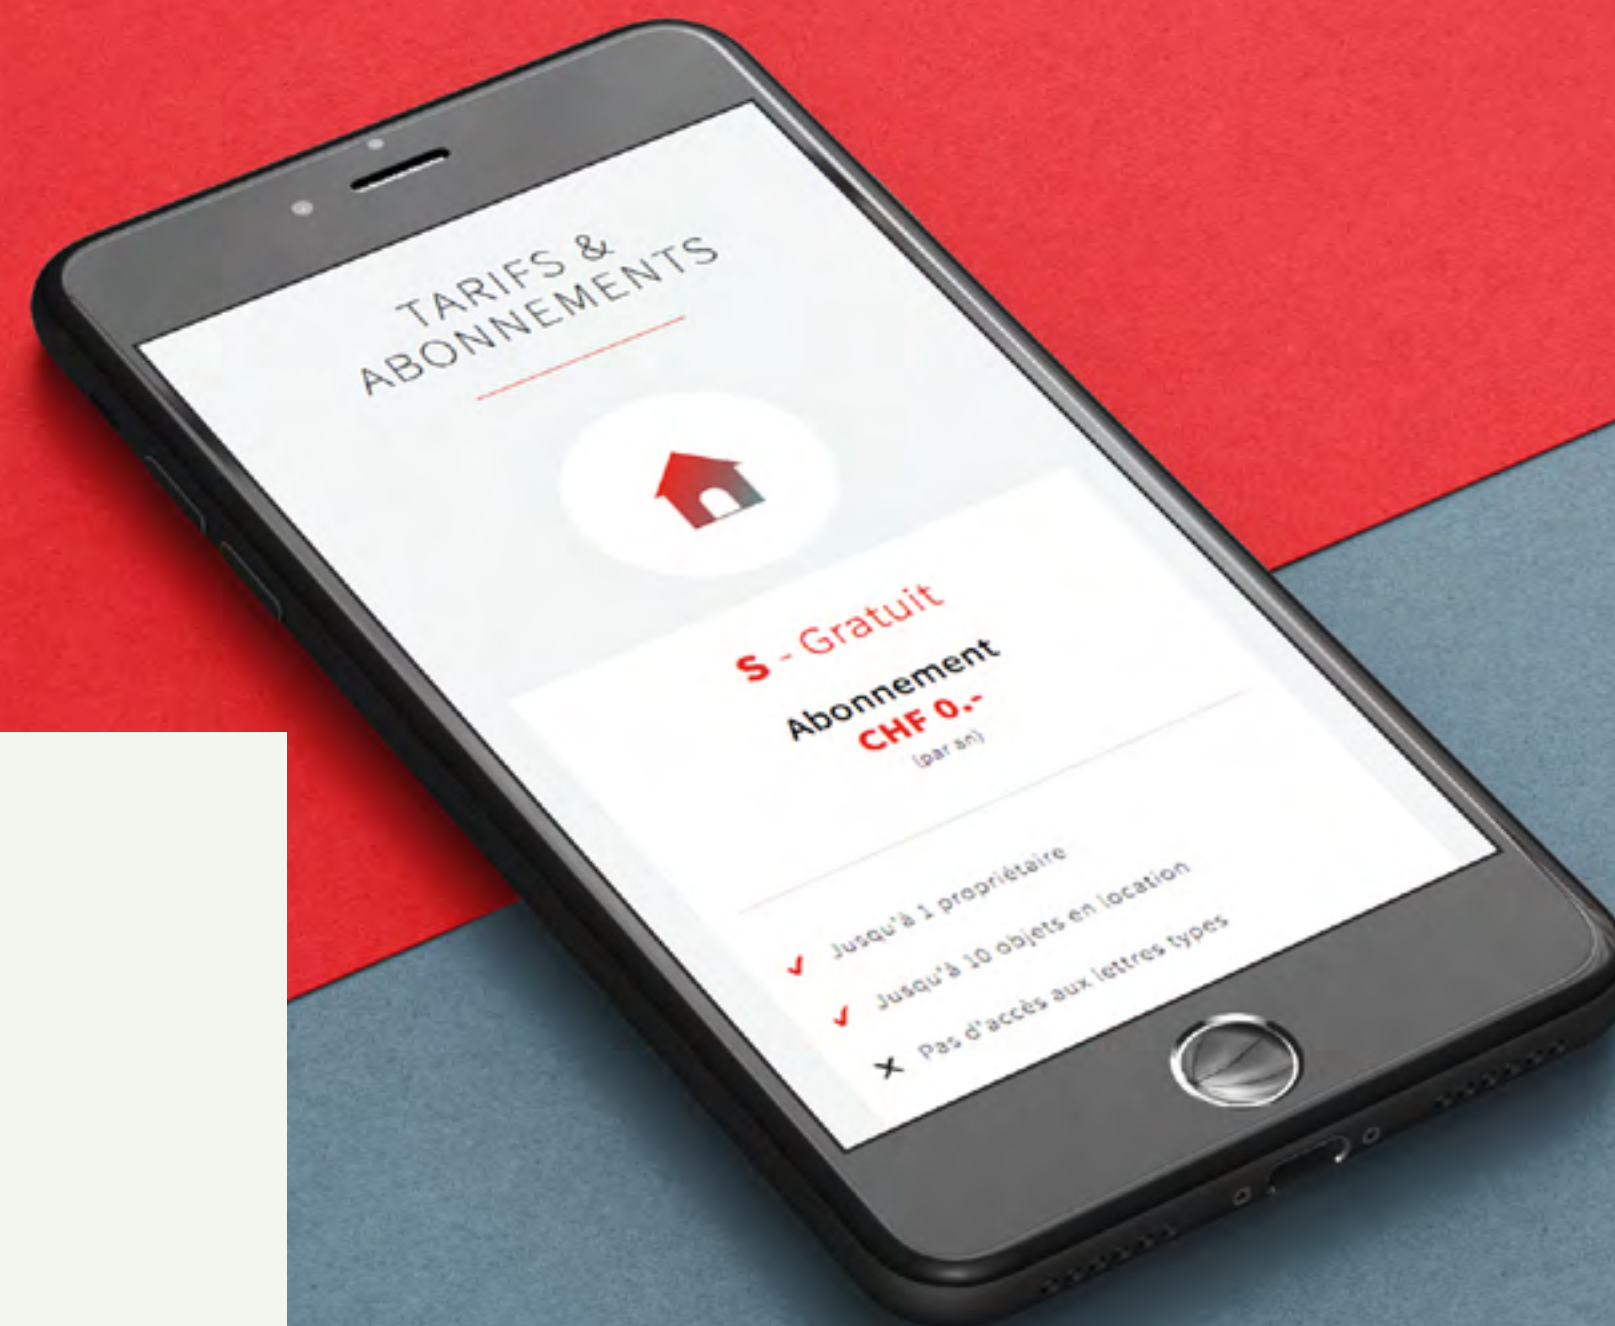 TARIFS &
ABONNEMENTS
S - Gratuit
Abonnement
CHF 0.-
(par an)
Jusqu'à 1 propriétaire
Jusqu'à 10 objets en location
Pas d'accès aux lettres types